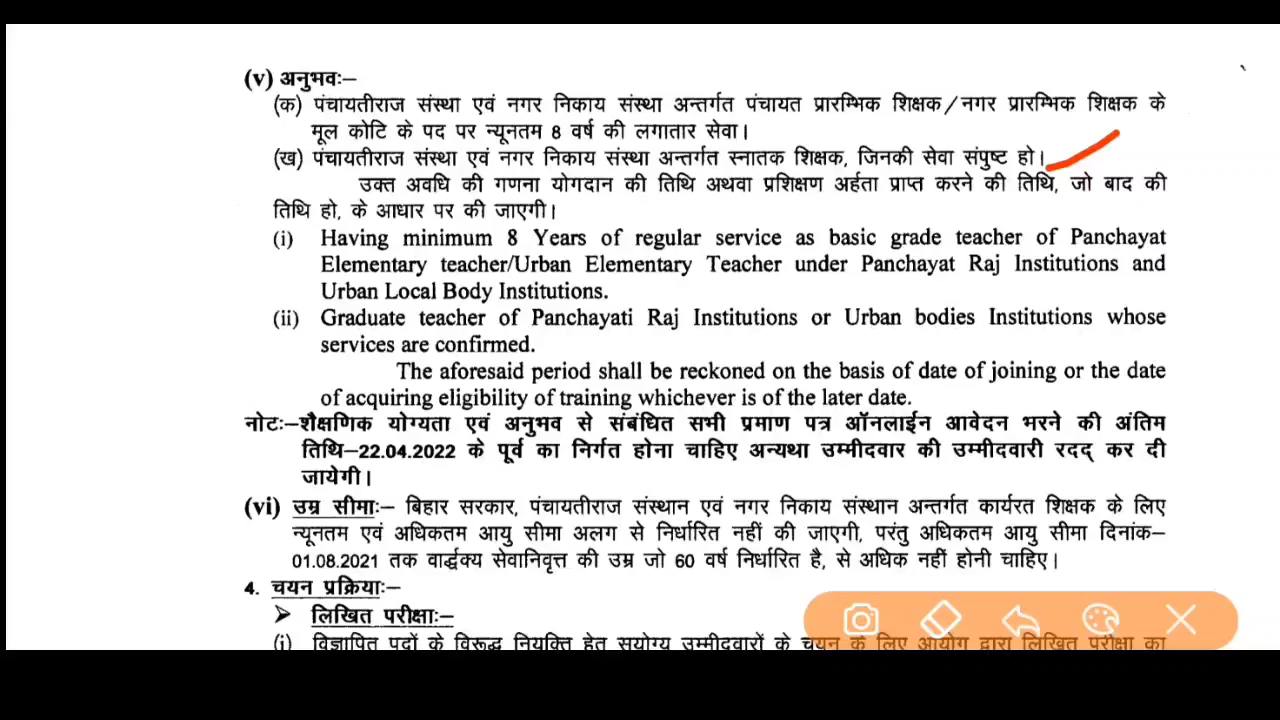 (v) अनुभवः–
(क) पंचायतीराज संस्था एवं नगर निकाय संस्था अन्तर्गत पंचायत प्रारम्भिक शिक्षक/नगर प्रारम्भिक शिक्षक के
मूल कोटि के पद पर न्यूनतम 8 वर्ष की लगातार सेवा।
(ख) पंचायतीराज संस्था एवं नगर निकाय संस्था अन्तर्गत स्नातक शिक्षक, जिनकी सेवा संपुष्ट हो।
उक्त अवधि की गणना योगदान की तिथि अथवा प्रशिक्षण अर्हता प्राप्त करने की तिथि, जो बाद की
तिथि हो, के आधार पर की जाएगी।
(i) Having minimum 8 Years of regular service as basic grade teacher of Panchayat
Elementary teacher/Urban Elementary Teacher under Panchayat Raj Institutions and
Urban Local Body Institutions.
(ii) Graduate teacher of Panchayati Raj Institutions or Urban bodies Institutions whose
services are confirmed.
The aforesaid period shall be reckoned on the basis of date of joining or the date
of acquiring eligibility of training whichever is of the later date.
नोटः–शैक्षणिक योग्यता एवं अनुभव से संबंधित सभी प्रमाण पत्र ऑनलाईन आवेदन भरने की अंतिम
तिथि–22.04.2022 के पूर्व का निर्गत होना चाहिए अन्यथा उम्मीदवार की उम्मीदवारी रदद् कर दी
जायेगी।
(vi) उम्र सीमाः– बिहार सरकार, पंचायतीराज संस्थान एवं नगर निकाय संस्थान अन्तर्गत कार्यरत शिक्षक के लिए
न्यूनतम एवं अधिकतम आयु सीमा अलग से निर्धारित नहीं की जाएगी, परंतु अधिकतम आयु सीमा दिनांक–
01.08.2021 तक वार्द्धक्य सेवानिवृत्त की उम्र जो 60 वर्ष निर्धारित है, से अधिक नहीं होनी चाहिए।
4. चयन प्रक्रियाः–
➢ लिखित परीक्षाः–
(i) विज्ञापित पदों के विरूद्ध नियुक्ति हेतु सुयोग्य उम्मीदवारों के चयन के लिए आयोग द्वारा लिखित परीक्षा का